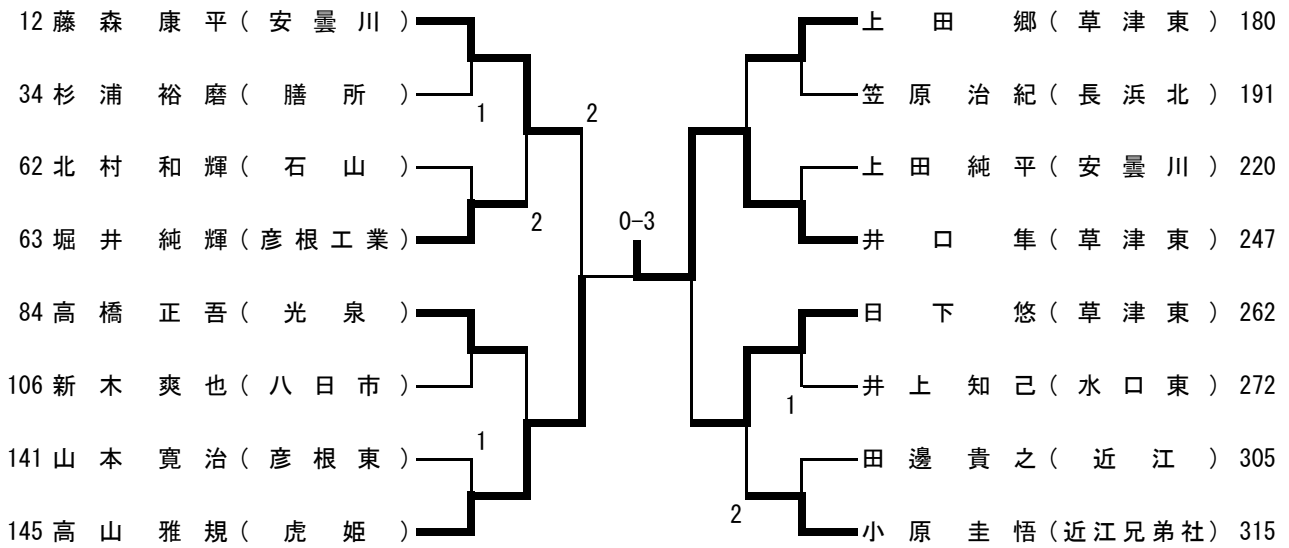 12 藤森 康平 (安曇川)
34 杉浦 裕磨 (膳所)
1
62 北村 和輝 (石山)
63 堀井 純輝 (彦根工業)
2
2
84 高橋 正吾 (光泉)
106 新木 爽也 (八日市)
141 山本 寛治 (彦根東)
1
145 高山 雅規 (虎姫)
0-3
上田 郷 (草津東) 180
笠原 治紀 (長浜北) 191
上田 純平 (安曇川) 220
井口 隼 (草津東) 247
日下 悠 (草津東) 262
井上 知己 (水口東) 272
1
田邊 貴之 (近江) 305
2
小原 圭悟 (近江兄弟社) 315